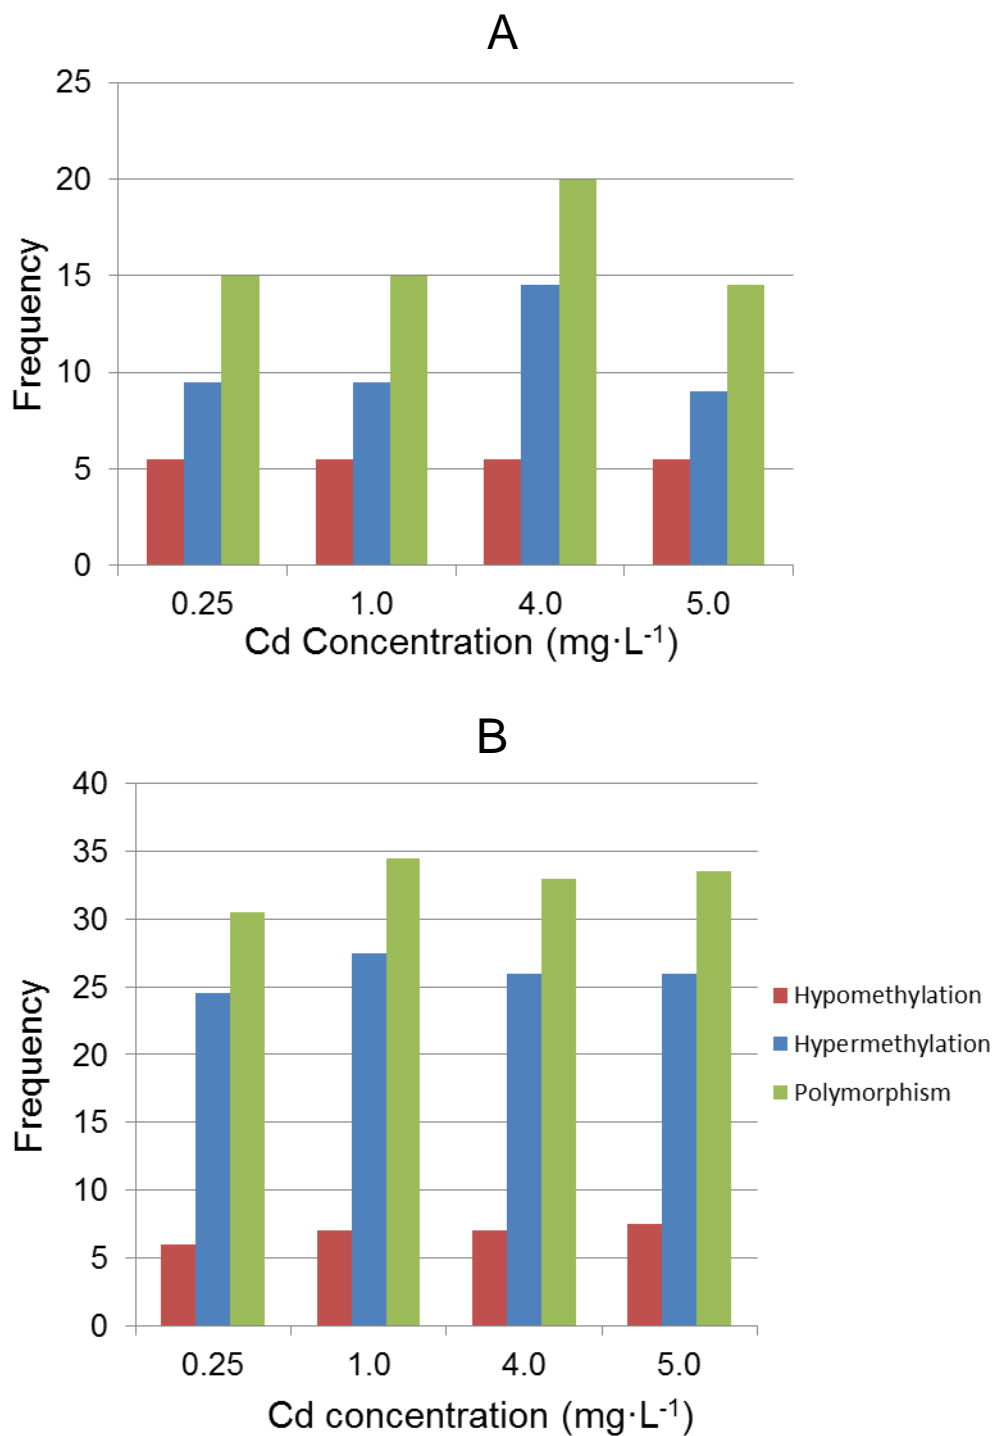 A
25
20
15
10
5
0
Frequency
0.25 1.0 4.0 5.0
Cd Concentration (mg·L-1)
B
40
35
30
25
20
15
10
5
0
Frequency
0.25 1.0 4.0 5.0
Cd concentration (mg·L-1)
Hypomethylation
Hypermethylation
Polymorphism